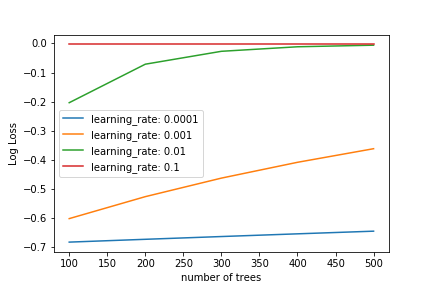 0.0
−0.1
−0.2
−0.3
−0.4
−0.5
−0.6
−0.7
Log Loss
learning_rate: 0.0001
learning_rate: 0.001
learning_rate: 0.01
learning_rate: 0.1
100 150 200 250 300 350 400 450 500
number of trees